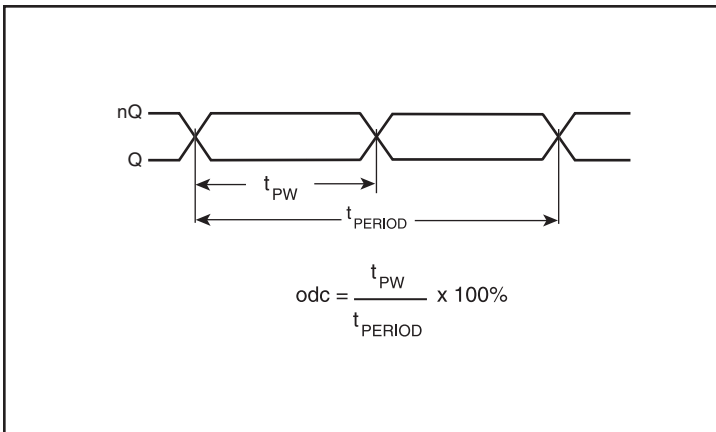 nQ
Q
tPW
tPERIOD
odc = tPW / tPERIOD x 100%